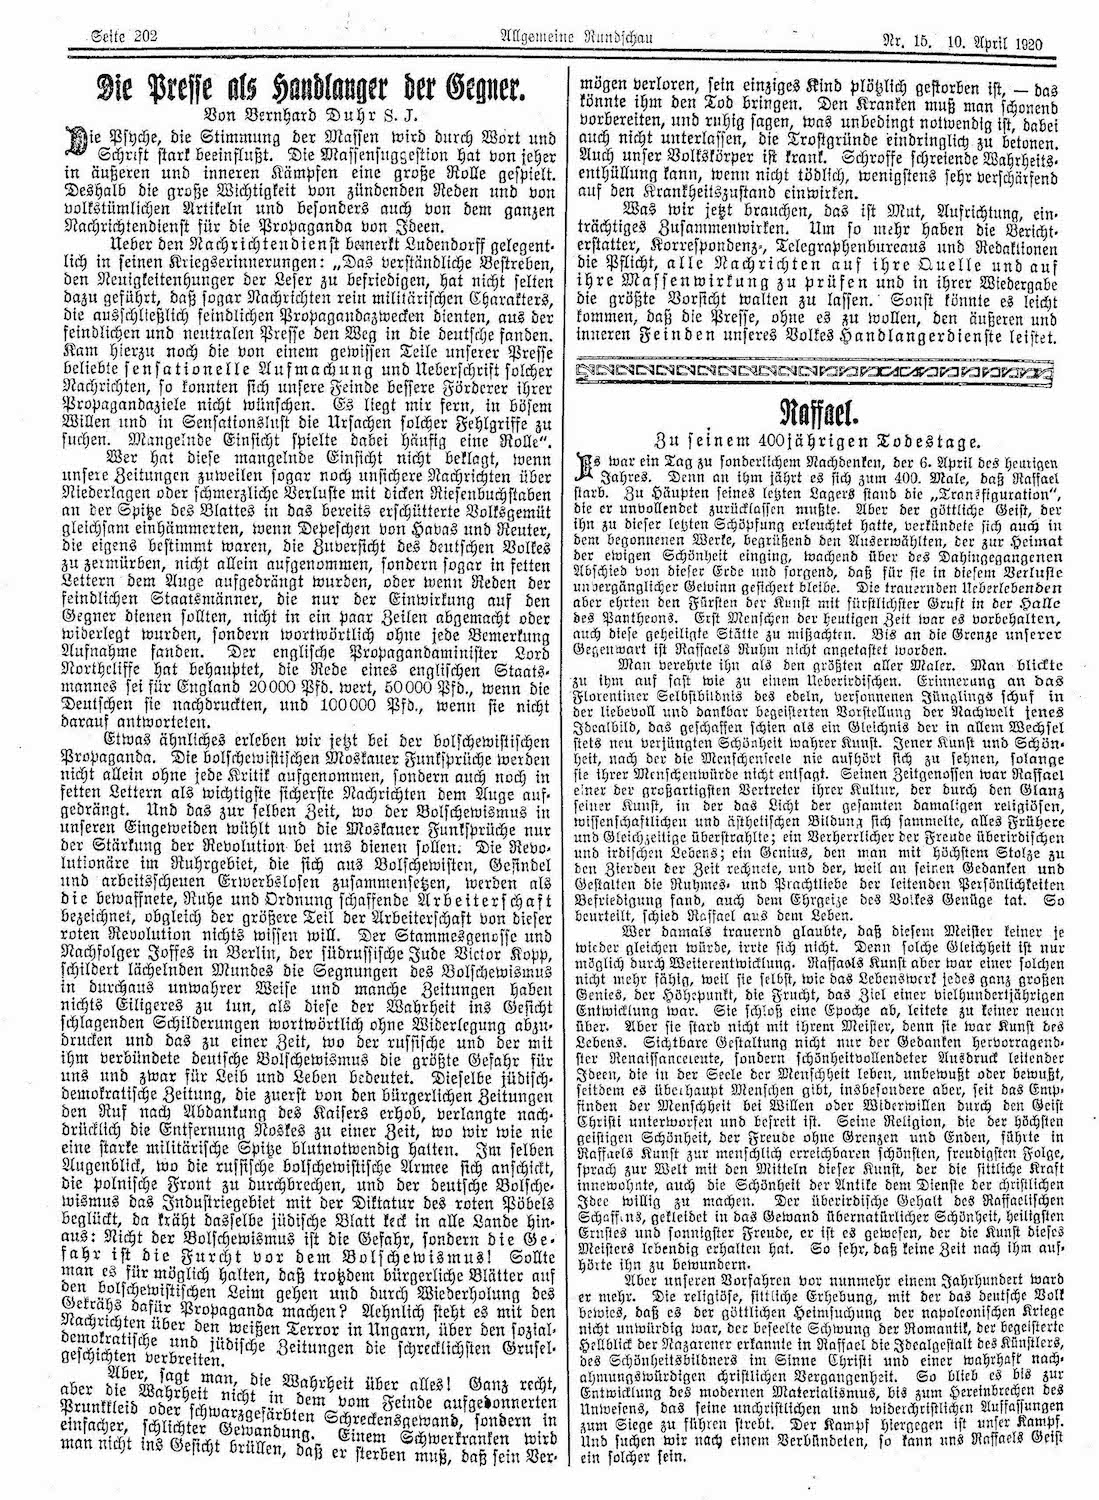 Seite 202
Allgemeine Rundschau
Nr. 15. 10. April 1920
Die Presse als Handlanger der Gegner.
Von Bernhard Duhr S. J.
Die Psyche, die Stimmung der Massen wird durch Wort und
Schrift stark beeinflußt. Die Massensuggestion hat von jeher
in äußeren und inneren Kämpfen eine große Rolle gespielt.
Deshalb die große Wichtigkeit von zündenden Reden und von
volkstümlichen Artikeln und besonders auch von dem ganzen
Nachrichtendienst für die Propaganda von Ideen.
Ueber den Nachrichtendienst bemerkt Ludendorff gelegent-
lich in seinen Kriegserinnerungen: „Das verständliche Bestreben,
den Neuigkeitenhunger der Leser zu befriedigen, hat nicht selten
dazu geführt, daß sogar Nachrichten rein militärischen Charakters,
die ausschließlich feindlichen Propagandazwecken dienten, aus der
feindlichen und neutralen Presse den Weg in die deutsche fanden.
Kam hierzu noch die von einem gewissen Teile unserer Presse
beliebte sensationelle Aufmachung und Ueberschrift solcher
Nachrichten, so konnten sich unsere Feinde bessere Förderer ihrer
Propagandaziele nicht wünschen. Es liegt mir fern, in bösem
Willen und in Sensationslust die Ursachen solcher Fehlgriffe zu
suchen. Mangelnde Einsicht spielte dabei häufig eine Rolle“.
Wer hat diese mangelnde Einsicht nicht beklagt, wenn
unsere Zeitungen zuweilen sogar noch unsichere Nachrichten über
Niederlagen oder schmerzliche Verluste mit dicken Riesenbuchstaben
an der Spitze des Blattes in das bereits erschütterte Volksgemüt
gleichsam einhämmerten, wenn Depeschen von Havas und Reuter,
die eigens bestimmt waren, die Zuversicht des deutschen Volkes
zu zermürben, nicht allein aufgenommen, sondern sogar in fetten
Lettern dem Auge aufgedrängt wurden, oder wenn Reden der
feindlichen Staatsmänner, die nur der Einwirkung auf den
Gegner dienen sollten, nicht in ein paar Zeilen abgemacht oder
widerlegt wurden, sondern wortwörtlich ohne jede Bemerkung
Aufnahme fanden. Der englische Propagandaminister Lord
Northcliffe hat behauptet, die Rede eines englischen Staats-
mannes sei für England 20 000 Pfd. wert, 50 000 Pfd., wenn die
Deutschen sie nachdruckten, und 100 000 Pfd., wenn sie nicht
darauf antworteten.
Etwas ähnliches erleben wir jetzt bei der bolschewistischen
Propaganda. Die bolschewistischen Moskauer Funksprüche werden
nicht allein ohne jede Kritik aufgenommen, sondern auch noch in
fetten Lettern als wichtigste sicherste Nachrichten dem Auge auf-
gedrängt. Und das zur selben Zeit, wo der Bolschewismus in
unseren Eingeweiden wühlt und die Moskauer Funksprüche nur
der Stärkung der Revolution bei uns dienen sollen. Die Revo-
lutionäre im Ruhrgebiet, die sich aus Bolschewisten, Gesindel
und arbeitsscheuen Erwerbslosen zusammensetzen, werden als
die bewaffnete, Ruhe und Ordnung schaffende Arbeiterschaft
bezeichnet, obgleich der größere Teil der Arbeiterschaft von dieser
roten Revolution nichts wissen will. Der Stammesgenosse und
Nachfolger Joffes in Berlin, der südrussische Jude Victor Kopp,
schildert lächelnden Mundes die Segnungen des Bolschewismus
in durchaus unwahrer Weise und manche Zeitungen haben
nichts Eiligeres zu tun, als diese der Wahrheit ins Gesicht
schlagenden Schilderungen wortwörtlich ohne Widerlegung abzu-
drucken und das zu einer Zeit, wo der russische und der mit
ihm verbündete deutsche Bolschewismus die größte Gefahr für
uns und zwar für Leib und Leben bedeutet. Dieselbe jüdisch-
demokratische Zeitung, die zuerst von den bürgerlichen Zeitungen
den Ruf nach Abdankung des Kaisers erhob, verlangte nach-
drücklich die Entfernung Noskes zu einer Zeit, wo wir wie nie
eine starke militärische Spitze blutnotwendig hatten. Im selben
Augenblick, wo die russische bolschewistische Armee sich anschickt,
die polnische Front zu durchbrechen, und der deutsche Bolsche-
wismus das Industriegebiet mit der Diktatur des roten Pöbels
beglückt, da kräht dasselbe jüdische Blatt keck in alle Lande hin-
aus: Nicht der Bolschewismus ist die Gefahr, sondern die Ge-
fahr ist die Furcht vor dem Bolschewismus! Sollte
man es für möglich halten, daß trotzdem bürgerliche Blätter auf
den bolschewistischen Leim gehen und durch Wiederholung des
Gekrähs dafür Propaganda machen? Aehnlich steht es mit den
Nachrichten über den weißen Terror in Ungarn, über den sozial-
demokratische und jüdische Zeitungen die schrecklichsten Grusel-
geschichten verbreiten.
Aber, sagt man, die Wahrheit über alles! Ganz recht,
aber die Wahrheit nicht in dem vom Feinde aufgedonnerten
Prunkkleid oder schwarzgefärbten Schreckensgewand, sondern in
einfacher, schlichter Gewandung. Einem Schwerkranken wird
man nicht ins Gesicht brüllen, daß er sterben muß, daß sein Ver-
mögen verloren, sein einziges Kind plötzlich gestorben ist, — das
könnte ihm den Tod bringen. Den Kranken muß man schonend
vorbereiten, und ruhig sagen, was unbedingt notwendig ist, dabei
auch nicht unterlassen, die Trostgründe eindringlich zu betonen.
Auch unser Volkskörper ist krank. Schroffe schreiende Wahrheits-
enthüllung kann, wenn nicht tödlich, wenigstens sehr verschärfend
auf den Krankheitszustand einwirken.
Was wir jetzt brauchen, das ist Mut, Aufrichtung, ein-
trächtiges Zusammenwirken. Um so mehr haben die Bericht-
erstatter, Korrespondenz-, Telegraphenbureaus und Redaktionen
die Pflicht, alle Nachrichten auf ihre Quelle und auf
ihre Massenwirkung zu prüfen und in ihrer Wiedergabe
die größte Vorsicht walten zu lassen. Sonst könnte es leicht
kommen, daß die Presse, ohne es zu wollen, den äußeren und
inneren Feinden unseres Volkes Handlangerdienste leistet.
Raffael.
Zu seinem 400jährigen Todestage.
Es war ein Tag zu sonderlichem Nachdenken, der 6. April des heurigen
Jahres. Denn an ihm jährt es sich zum 400. Male, daß Raffael
starb. Zu Häupten seines letzten Lagers stand die „Transfiguration“,
die er unvollendet zurücklassen mußte. Aber der göttliche Geist, der
ihn zu dieser letzten Schöpfung erleuchtet hatte, verkündete sich auch in
dem begonnenen Werke, begrüßend den Auserwählten, der zur Heimat
der ewigen Schönheit einging, wachend über des Dahingegangenen
Abschied von dieser Erde und sorgend, daß für sie in diesem Verluste
unvergänglicher Gewinn gesichert bleibe. Die trauernden Ueberlebenden
aber ehrten den Fürsten der Kunst mit fürstlichster Gruft in der Halle
des Pantheons. Erst Menschen der heutigen Zeit war es vorbehalten,
auch diese geheiligte Stätte zu mißachten. Bis an die Grenze unserer
Gegenwart ist Raffaels Ruhm nicht angetastet worden.
Man verehrte ihn als den größten aller Maler. Man blickte
zu ihm auf fast wie zu einem Ueberirdischen. Erinnerung an das
Florentiner Selbstbildnis des edeln, versonnenen Jünglings schuf in
der liebevoll und dankbar begeisterten Vorstellung der Nachwelt jenes
Idealbild, das geschaffen schien als ein Gleichnis der in allem Wechsel
stets neu verjüngten Schönheit wahrer Kunst. Jener Kunst und Schön-
heit, nach der die Menschenseele nie aufhört sich zu sehnen, solange
sie ihrer Menschenwürde nicht entsagt. Seinen Zeitgenossen war Raffael
einer der großartigsten Vertreter ihrer Kultur, der durch den Glanz
seiner Kunst, in der das Licht der gesamten damaligen religiösen,
wissenschaftlichen und ästhetischen Bildung sich sammelte, alles Frühere
und Gleichzeitige überstrahlte; ein Verherrlicher der Freude überirdischen
und irdischen Lebens; ein Genius, den man mit höchstem Stolze zu
den Zierden der Zeit rechnete, und der, weil an seinen Gedanken und
Gestalten die Ruhmes- und Prachtliebe der leitenden Persönlichkeiten
Befriedigung fand, auch dem Ehrgeize des Volkes Genüge tat. So
beurteilt, schied Raffael aus dem Leben.
Wer damals trauernd glaubte, daß diesem Meister keiner je
wieder gleichen würde, irrte sich nicht. Denn solche Gleichheit ist nur
möglich durch Weiterentwicklung. Raffaels Kunst aber war einer solchen
nicht mehr fähig, weil sie selbst, wie das Lebenswerk jedes ganz großen
Genies, der Höhepunkt, die Frucht, das Ziel einer vielhundertjährigen
Entwicklung war. Sie schloß eine Epoche ab, leitete zu keiner neuen
über. Aber sie starb nicht mit ihrem Meister, denn sie war Kunst des
Lebens. Sichtbare Gestaltung nicht nur der Gedanken hervorragend-
ster Renaissanceleute, sondern schönheitvollendeter Ausdruck leitender
Ideen, die in der Seele der Menschheit leben, unbewußt oder bewußt,
seitdem es überhaupt Menschen gibt, insbesondere aber, seit das Emp-
finden der Menschheit bei Willen oder Widerwillen durch den Geist
Christi unterworfen und befreit ist. Seine Religion, die der höchsten
geistigen Schönheit, der Freude ohne Grenzen und Enden, führte in
Raffaels Kunst zur menschlich erreichbaren schönsten, freudigsten Folge,
sprach zur Welt mit den Mitteln dieser Kunst, der die sittliche Kraft
innewohnte, auch die Schönheit der Antike dem Dienste der christlichen
Idee willig zu machen. Der überirdische Gehalt des Raffaelischen
Schaffens, gekleidet in das Gewand übernatürlicher Schönheit, heiligsten
Ernstes und sonnigster Freude, er ist es gewesen, der die Kunst dieses
Meisters lebendig erhalten hat. So sehr, daß keine Zeit nach ihm auf-
hörte ihn zu bewundern.
Aber unseren Vorfahren vor nunmehr einem Jahrhundert ward
er mehr. Die religiöse, sittliche Erhebung, mit der das deutsche Volk
bewies, daß es der göttlichen Heimsuchung der napoleonischen Kriege
nicht unwürdig war, der beseelte Schwung der Romantik, der begeisterte
Hellblick der Nazarener erkannte in Raffael die Idealgestalt des Künstlers,
des Schönheitsbildners im Sinne Christi und einer wahrhaft nach-
ahmungswürdigen christlichen Vergangenheit. So blieb es bis zur
Entwicklung des modernen Materialismus, bis zum Hereinbrechen des
Unwesens, das seine unchristlichen und widerchristlichen Auffassungen
zum Siege zu führen strebt. Der Kampf hiergegen ist unser Kampf.
Und suchen wir nach einem Verbündeten, so kann uns Raffaels Geist
ein solcher sein.